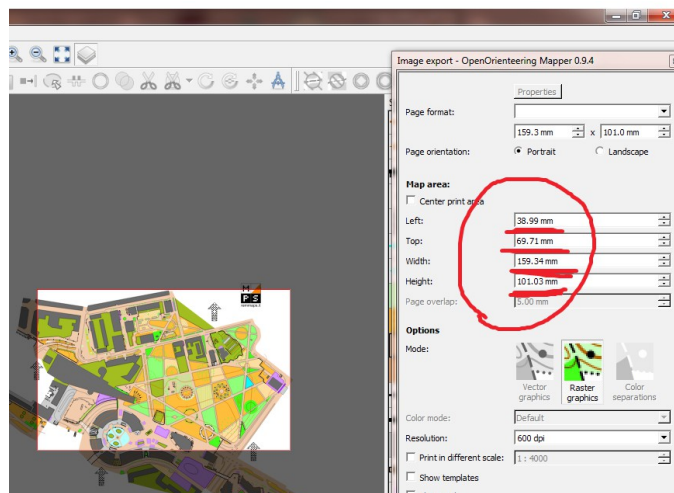 Image export - OpenOrienteering Mapper 0.9.4
Properties
Page format:
159.3 mm x 101.0 mm
Page orientation: Portrait Landscape
Map area:
Center print area
Left: 38.99 mm
Top: 69.71 mm
Width: 159.34 mm
Height: 101.03 mm
Page overlap: 5.00 mm
Options
Mode:
Vector graphics Raster graphics Color separations
Color mode: Default
Resolution: 600 dpi
Print in different scale: 1 : 4000
Show templates
M
P S